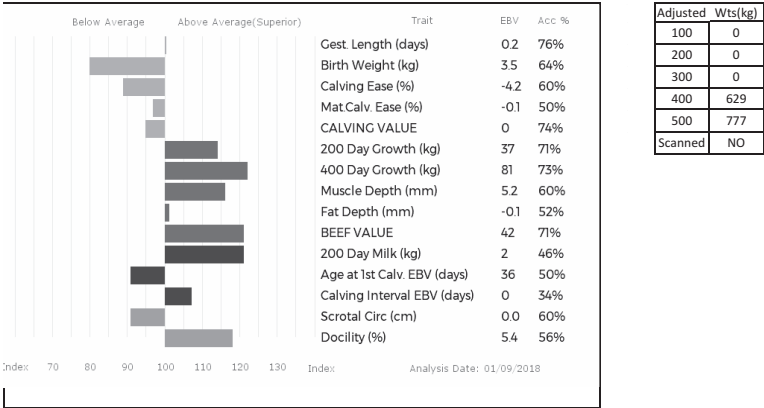 Below Average Above Average(Superior) Trait EBV Acc %
Gest. Length (days) 0.2 76%
Birth Weight (kg) 3.5 64%
Calving Ease (%) -4.2 60%
Mat.Calv. Ease (%) -0.1 50%
CALVING VALUE 0 74%
200 Day Growth (kg) 37 71%
400 Day Growth (kg) 81 73%
Muscle Depth (mm) 5.2 60%
Fat Depth (mm) -0.1 52%
BEEF VALUE 42 71%
200 Day Milk (kg) 2 46%
Age at 1st Calv. EBV (days) 36 50%
Calving Interval EBV (days) 0 34%
Scrotal Circ (cm) 0.0 60%
Docility (%) 5.4 56%
Index 70 80 90 100 110 120 130 Index Analysis Date: 01/09/2018
Adjusted Wts(kg)
100 0
200 0
300 0
400 629
500 777
Scanned NO